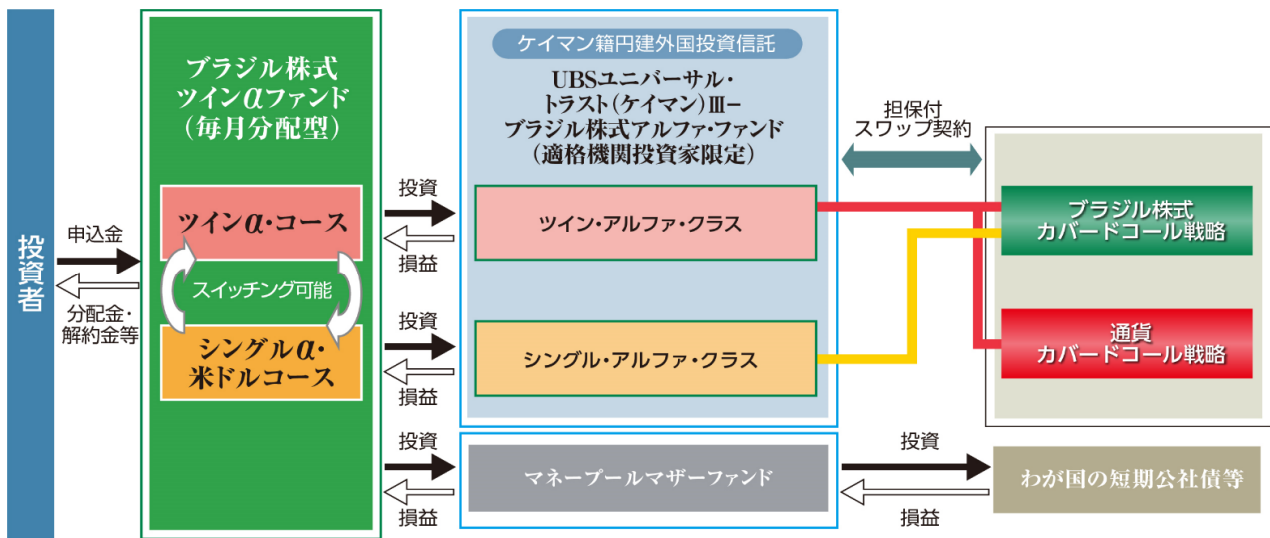 投資者
申込金
分配金・
解約金等
ブラジル株式
ツインαファンド
(毎月分配型)
ツインα・コース
スイッチング可能
シングルα・
米ドルコース
投資
損益
投資
損益
投資
損益
ケイマン籍円建外国投資信託
UBSユニバーサル・
トラスト(ケイマン)Ⅲ−
ブラジル株式アルファ・ファンド
(適格機関投資家限定)
ツイン・アルファ・クラス
シングル・アルファ・クラス
マネープールマザーファンド
担保付
スワップ契約
投資
損益
ブラジル株式
カバードコール戦略
通貨
カバードコール戦略
わが国の短期公社債等